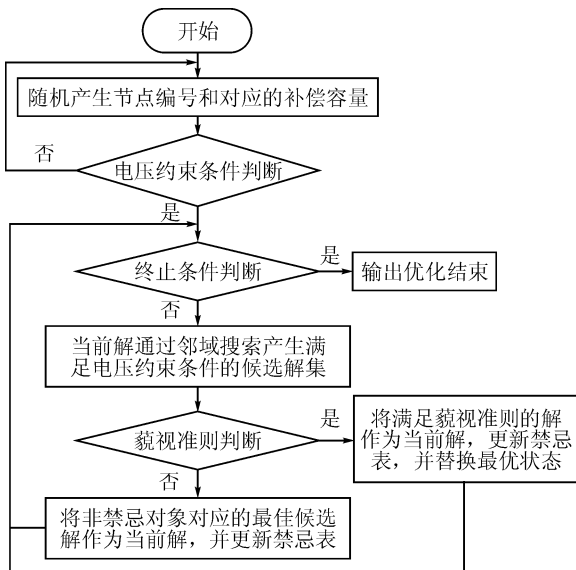 开始
随机产生节点编号和对应的补偿容量
否
电压约束条件判断
是
终止条件判断
是
输出优化结束
否
当前解通过邻域搜索产生满
足电压约束条件的候选解集
藐视准则判断
是
将满足藐视准则的解
作为当前解，更新禁忌
表，并替换最优状态
否
将非禁忌对象对应的最佳候选
解作为当前解，并更新禁忌表